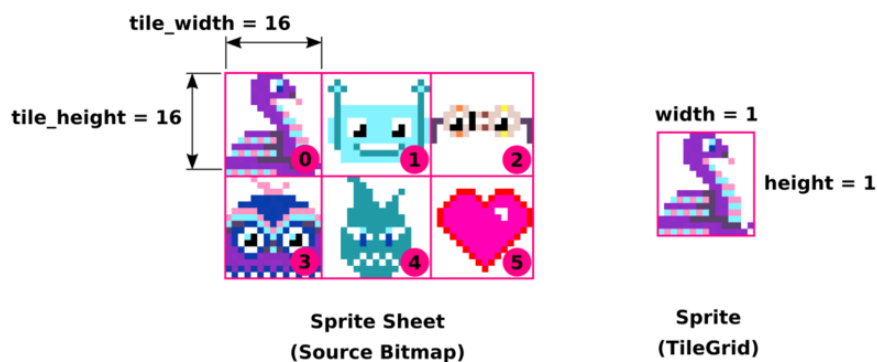 tile_width = 16
tile_height = 16
0
1
2
3
4
5
Sprite Sheet
(Source Bitmap)
width = 1
height = 1
Sprite
(TileGrid)